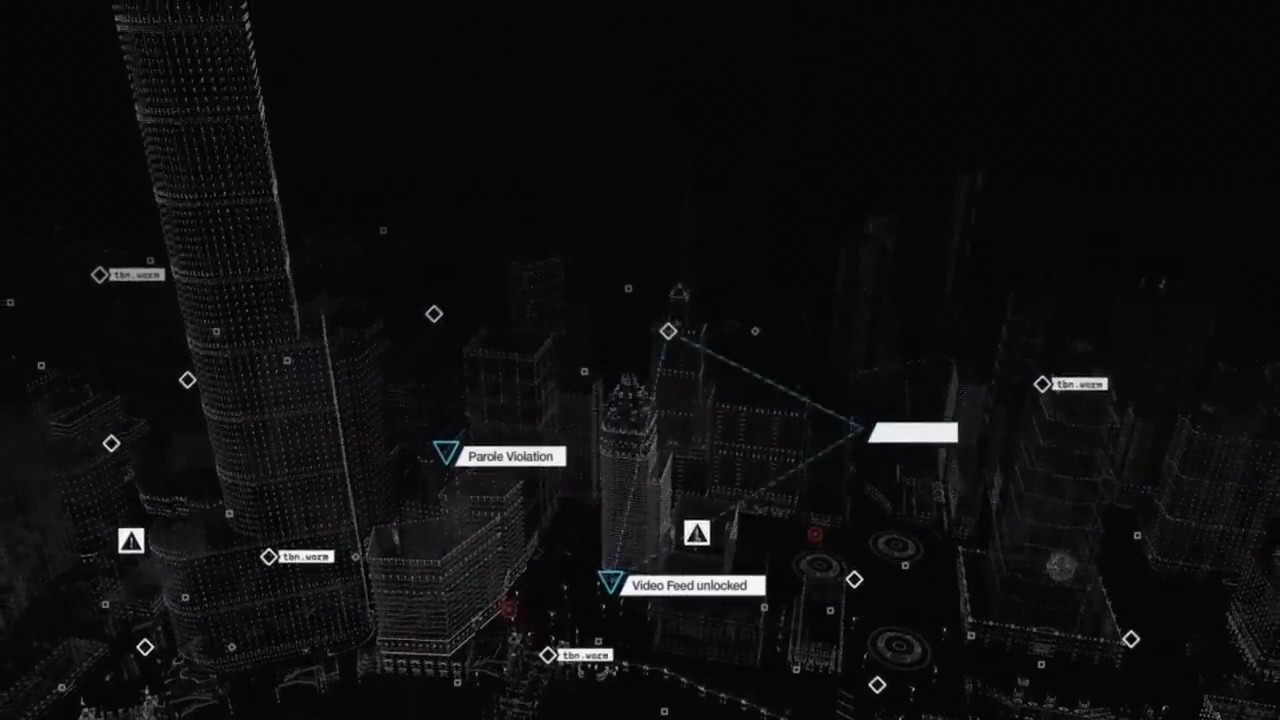 tbn.worm
tbn.worm
Parole Violation
tbn.worm
Video Feed unlocked
tbn.worm